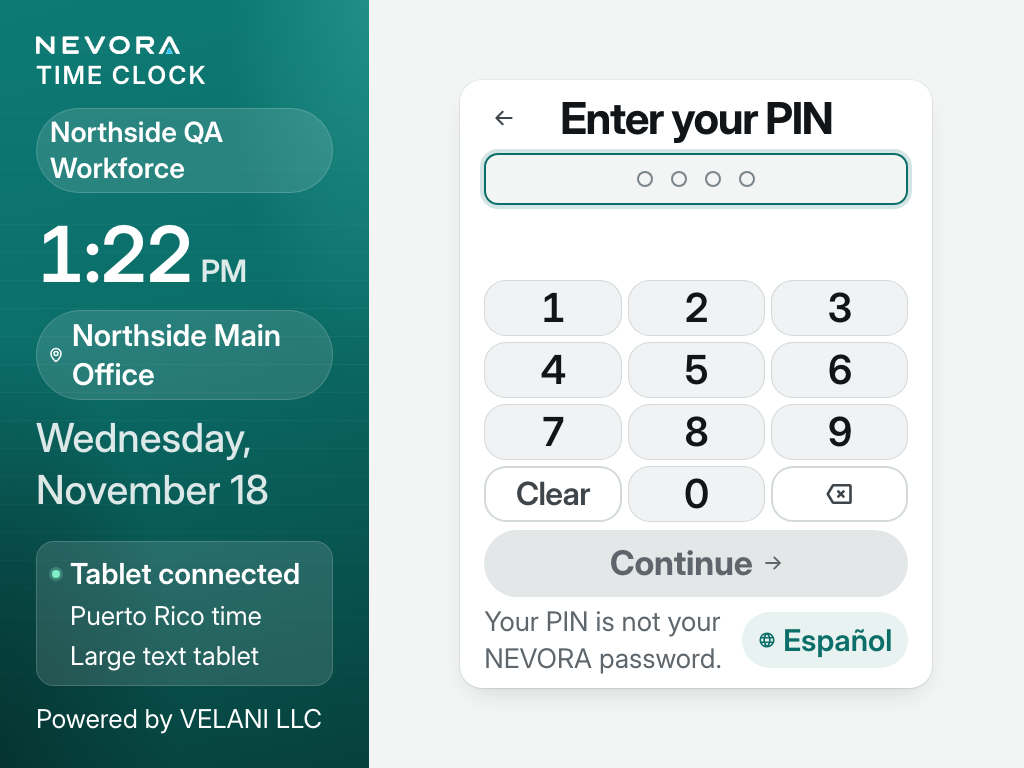 NEVORA
TIME CLOCK
Northside QA
Workforce
1:22 PM
Northside Main
Office
Wednesday,
November 18
Tablet connected
Puerto Rico time
Large text tablet
Powered by VELANI LLC
Enter your PIN
1 2 3
4 5 6
7 8 9
Clear 0
Continue
Your PIN is not your
NEVORA password.
Español